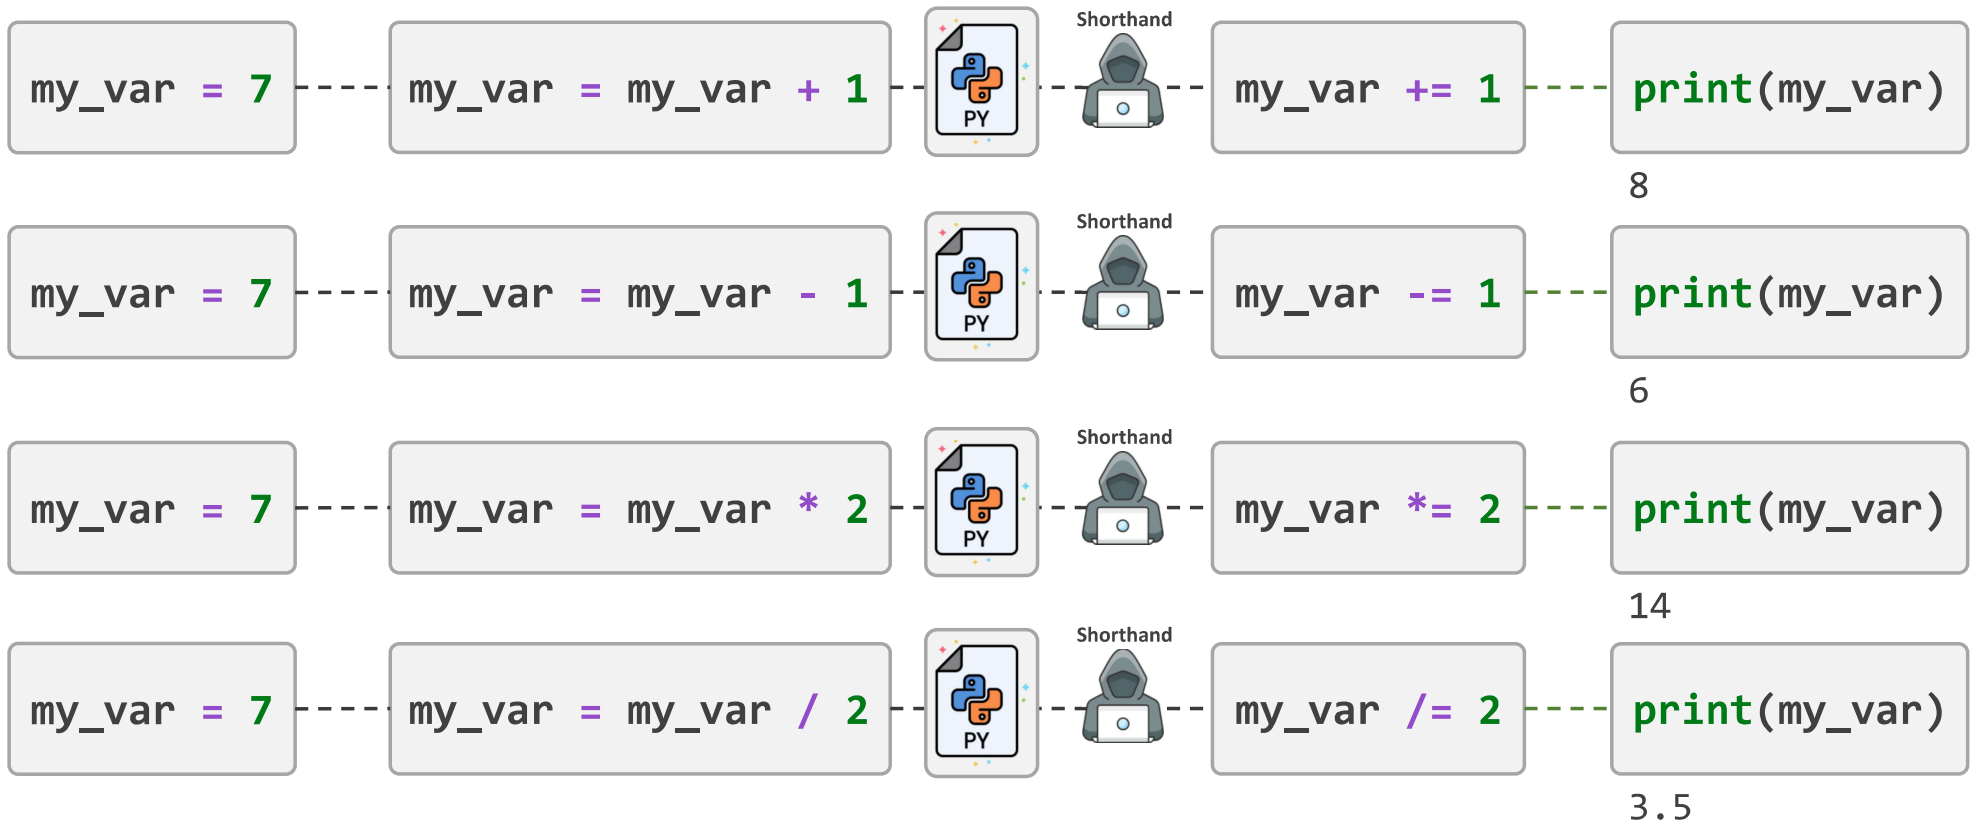 Shorthand
my_var = 7
my_var = my_var + 1
PY
my_var += 1
print(my_var)
8
Shorthand
my_var = 7
my_var = my_var - 1
PY
my_var -= 1
print(my_var)
6
Shorthand
my_var = 7
my_var = my_var * 2
PY
my_var *= 2
print(my_var)
14
Shorthand
my_var = 7
my_var = my_var / 2
PY
my_var /= 2
print(my_var)
3.5